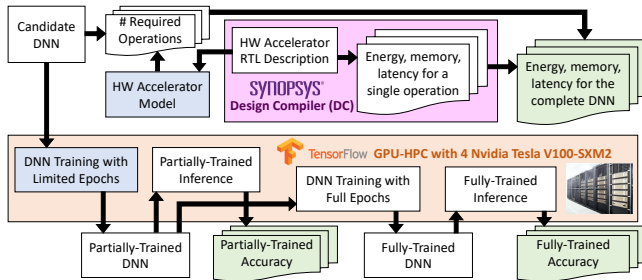 Candidate
DNN
# Required
Operations
HW Accelerator
Model
HW Accelerator
RTL Description
SYNOPSYS®
Design Compiler (DC)
Energy, memory,
latency for a
single operation
Energy, memory,
latency for the
complete DNN
TensorFlow GPU-HPC with 4 Nvidia Tesla V100-SXM2
DNN Training with
Limited Epochs
Partially-Trained
Inference
DNN Training with
Full Epochs
Fully-Trained
Inference
Partially-Trained
DNN
Partially-Trained
Accuracy
Fully-Trained
DNN
Fully-Trained
Accuracy